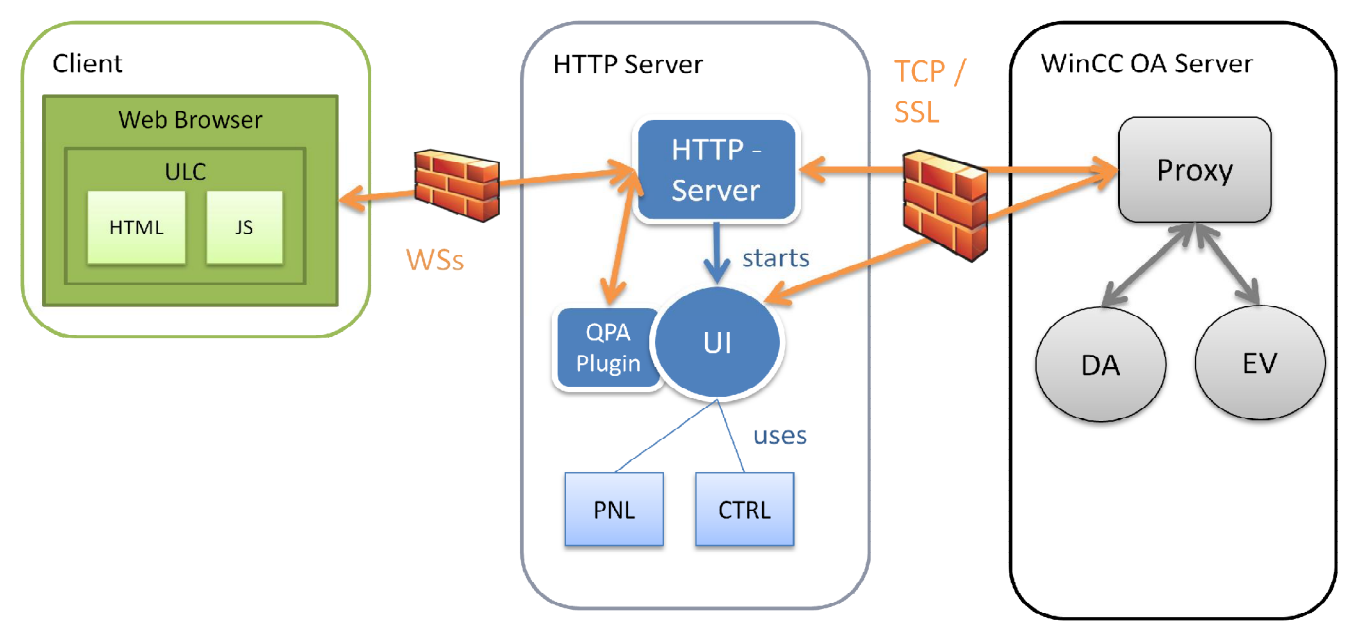 Client
Web Browser
ULC
HTML
JS
WSs
HTTP Server
HTTP -
Server
starts
QPA
Plugin
UI
uses
PNL
CTRL
TCP /
SSL
WinCC OA Server
Proxy
DA
EV